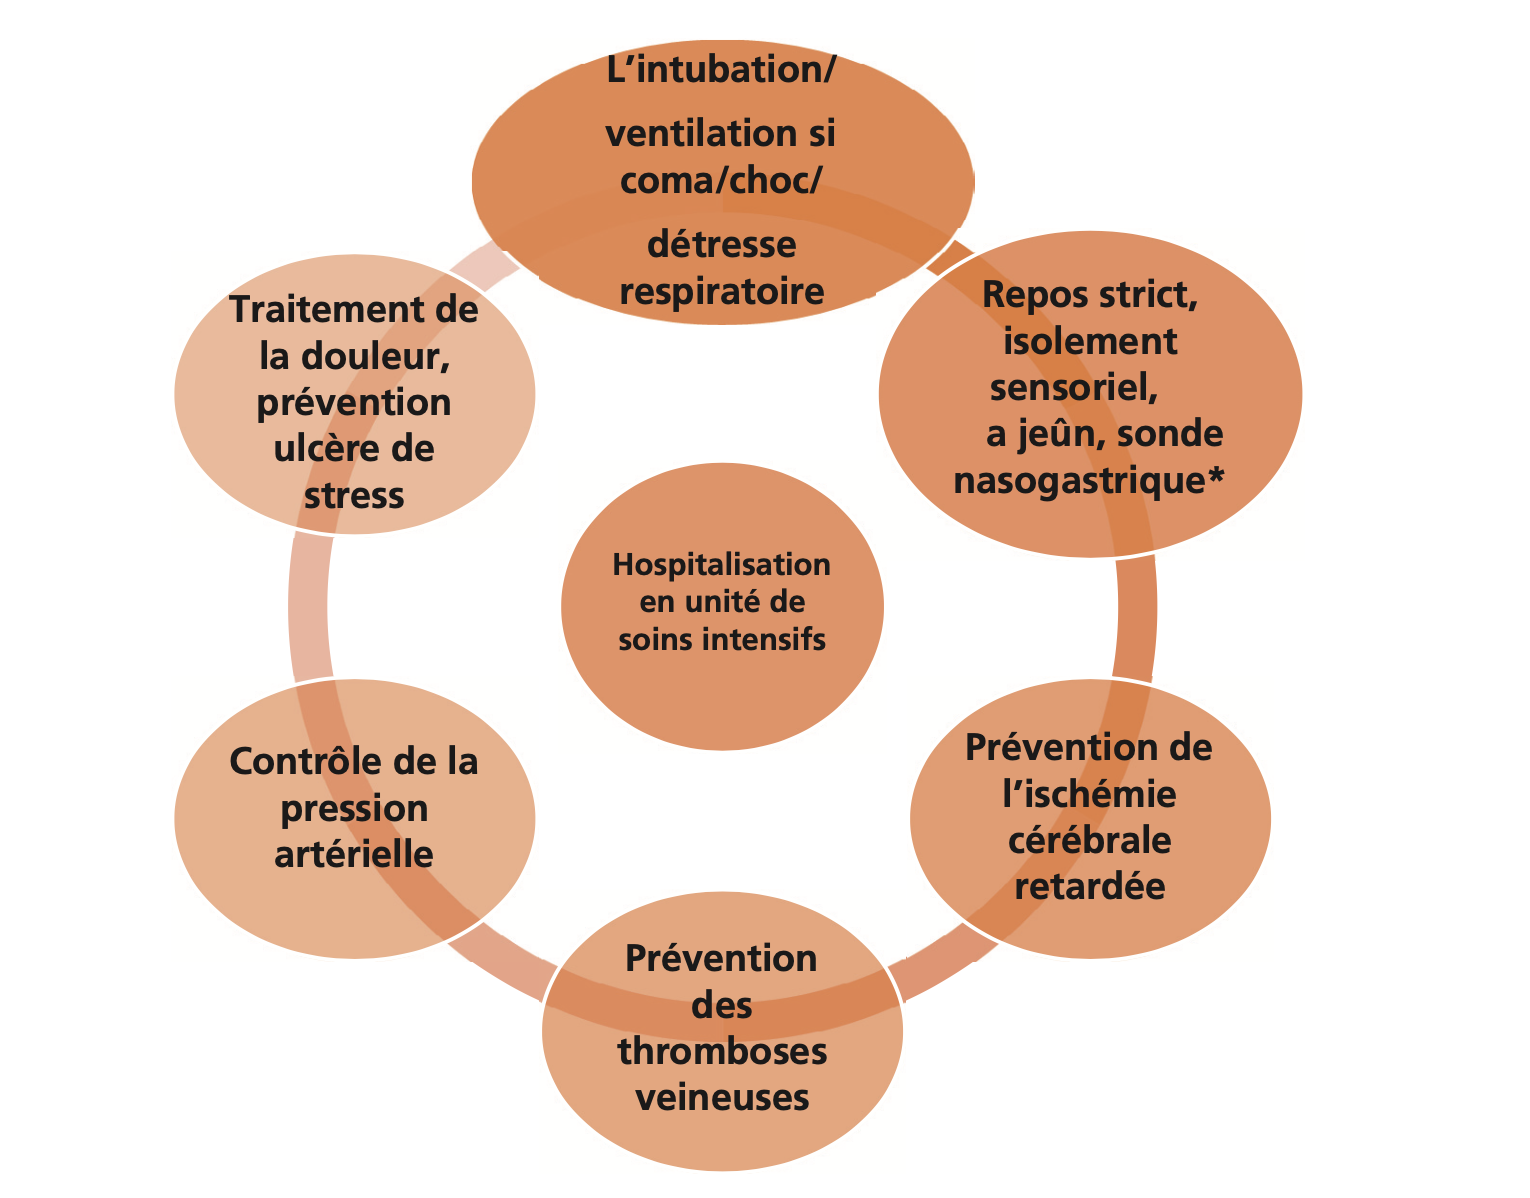 L’intubation/
ventilation si
coma/choc/
détresse
respiratoire
Repos strict,
isolement
sensoriel,
a jeûn, sonde
nasogastrique*
Prévention de
l’ischémie
cérébrale
retardée
Prévention
des
thromboses
veineuses
Contrôle de la
pression
artérielle
Traitement de
la douleur,
prévention
ulcère de
stress
Hospitalisation
en unité de
soins intensifs